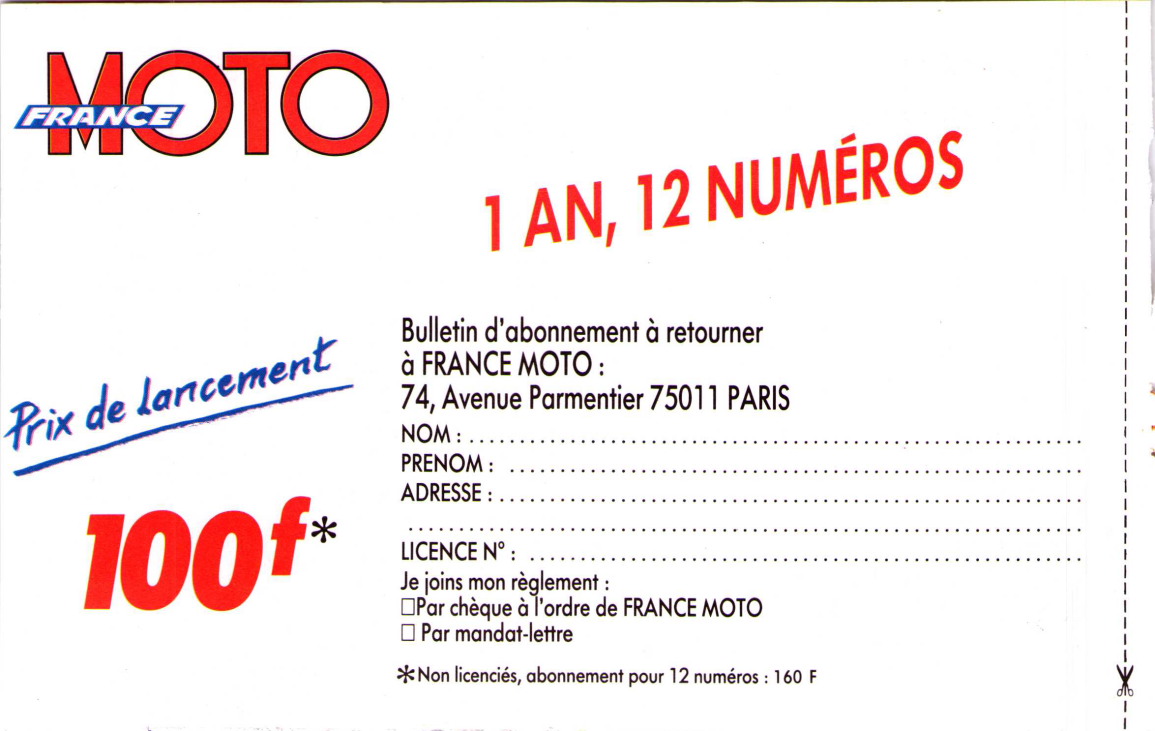 FRANCE MOTO
1 AN, 12 NUMÉROS
Prix de lancement
100f*
Bulletin d'abonnement à retourner
à FRANCE MOTO :
74, Avenue Parmentier 75011 PARIS
NOM : ..............................................................
PRENOM : ..........................................................
ADRESSE : ...........................................................
....................................................................
LICENCE N° : ........................................................
Je joins mon règlement :
☐Par chèque à l'ordre de FRANCE MOTO
☐ Par mandat-lettre
*Non licenciés, abonnement pour 12 numéros : 160 F